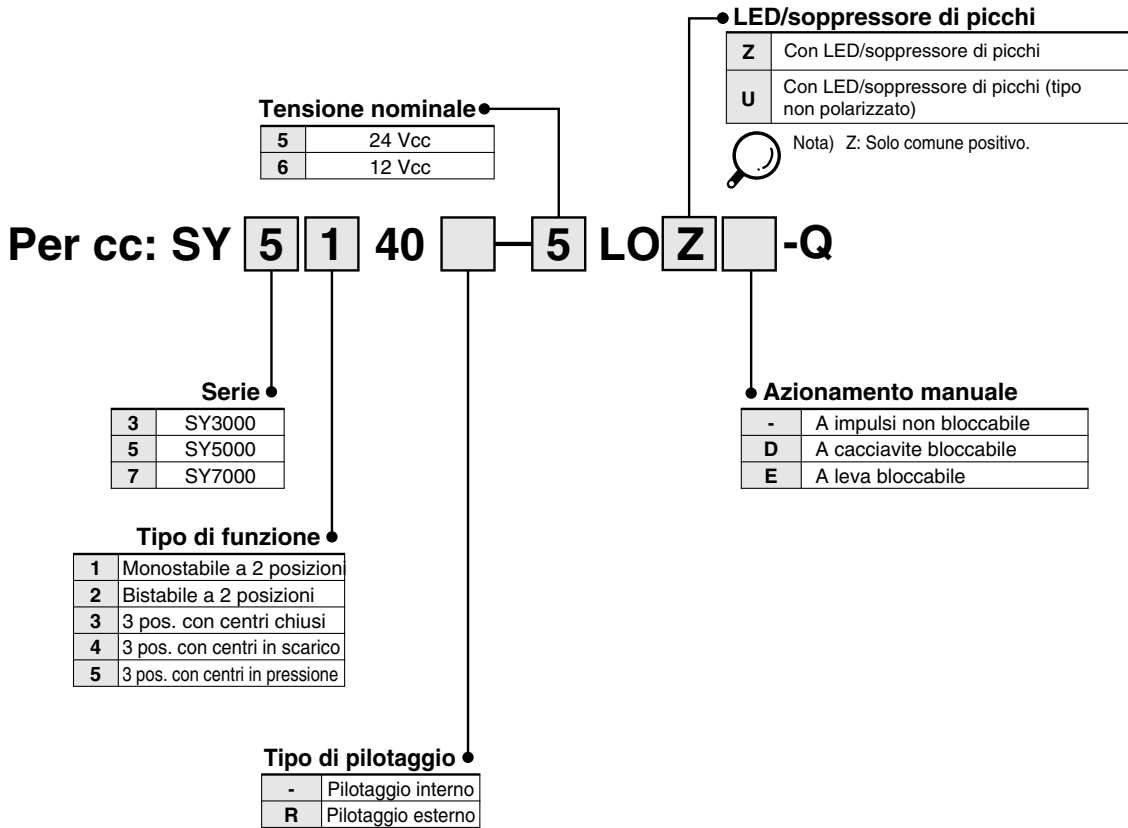 LED/soppressore di picchi
Z Con LED/soppressore di picchi
U Con LED/soppressore di picchi (tipo
non polarizzato)
Nota) Z: Solo comune positivo.
Tensione nominale
5 24 Vcc
6 12 Vcc
Per cc: SY 5 1 40 - 5 LO Z -Q
Serie
3 SY3000
5 SY5000
7 SY7000
Azionamento manuale
- A impulsi non bloccabile
D A cacciavite bloccabile
E A leva bloccabile
Tipo di funzione
1 Monostabile a 2 posizioni
2 Bistabile a 2 posizioni
3 3 pos. con centri chiusi
4 3 pos. con centri in scarico
5 3 pos. con centri in pressione
Tipo di pilotaggio
- Pilotaggio interno
R Pilotaggio esterno